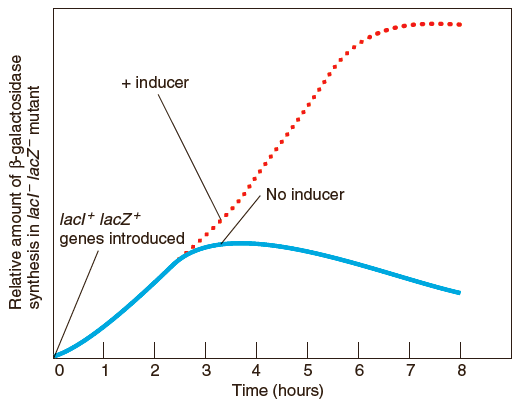 Relative amount of β-galactosidase
synthesis in lacI⁻ lacZ⁻ mutant
+ inducer
No inducer
lacI⁺ lacZ⁺
genes introduced
0 1 2 3 4 5 6 7 8
Time (hours)